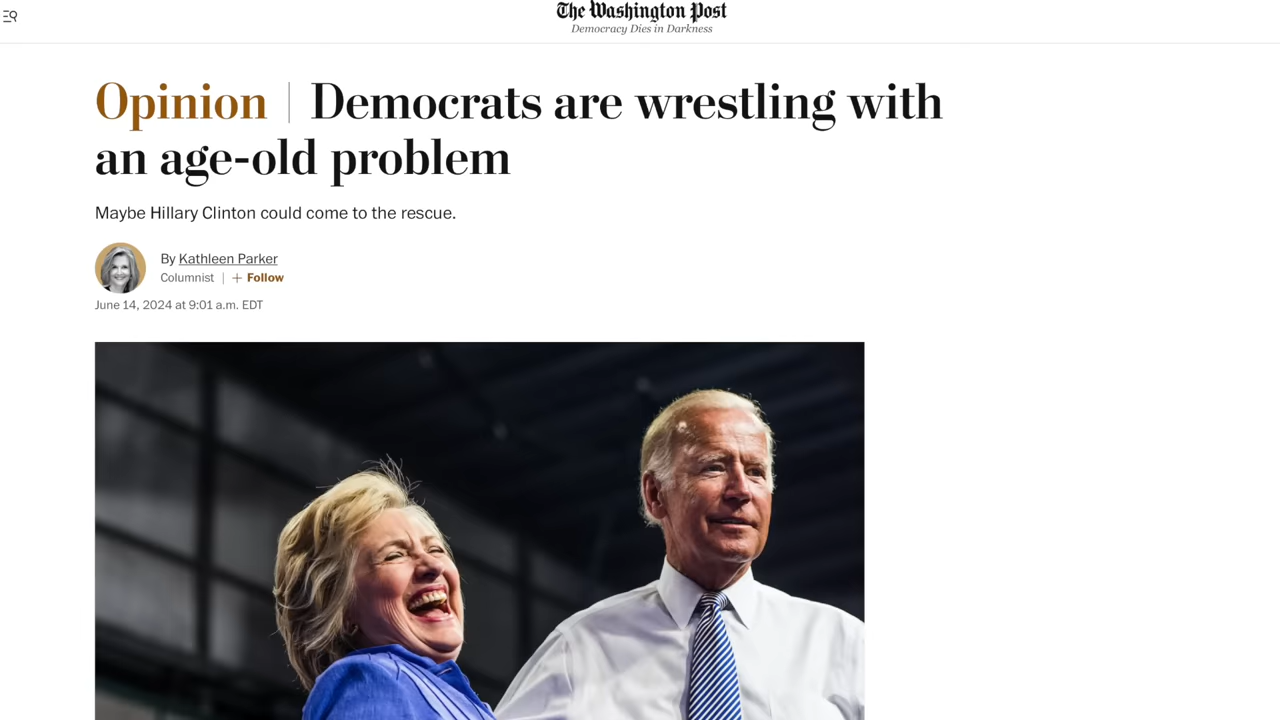 The Washington Post
Democracy Dies in Darkness
Opinion | Democrats are wrestling with
an age-old problem
Maybe Hillary Clinton could come to the rescue.
By Kathleen Parker
Columnist | + Follow
June 14, 2024 at 9:01 a.m. EDT